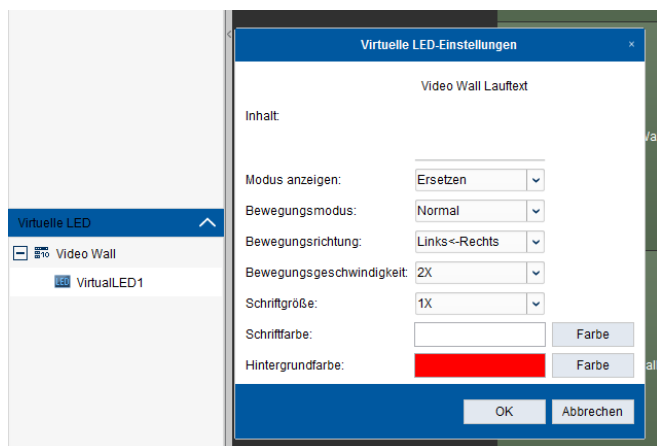 Virtuelle LED
Video Wall
LED VirtualLED1
Virtuelle LED-Einstellungen ×
Video Wall Lauftext
Inhalt:
Modus anzeigen: Ersetzen
Bewegungsmodus: Normal
Bewegungsrichtung: Links<-Rechts
Bewegungsgeschwindigkeit: 2X
Schriftgröße: 1X
Schriftfarbe: Farbe
Hintergrundfarbe: Farbe
OK Abbrechen